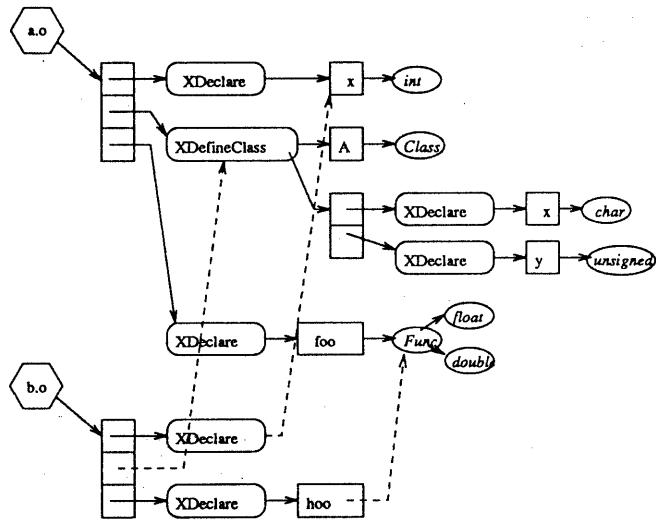 a.o
XDeclare x int
XDefineClass A Class
XDeclare x char
XDeclare y unsigned
float
XDeclare foo Func
double
b.o
XDeclare
XDeclare hoo